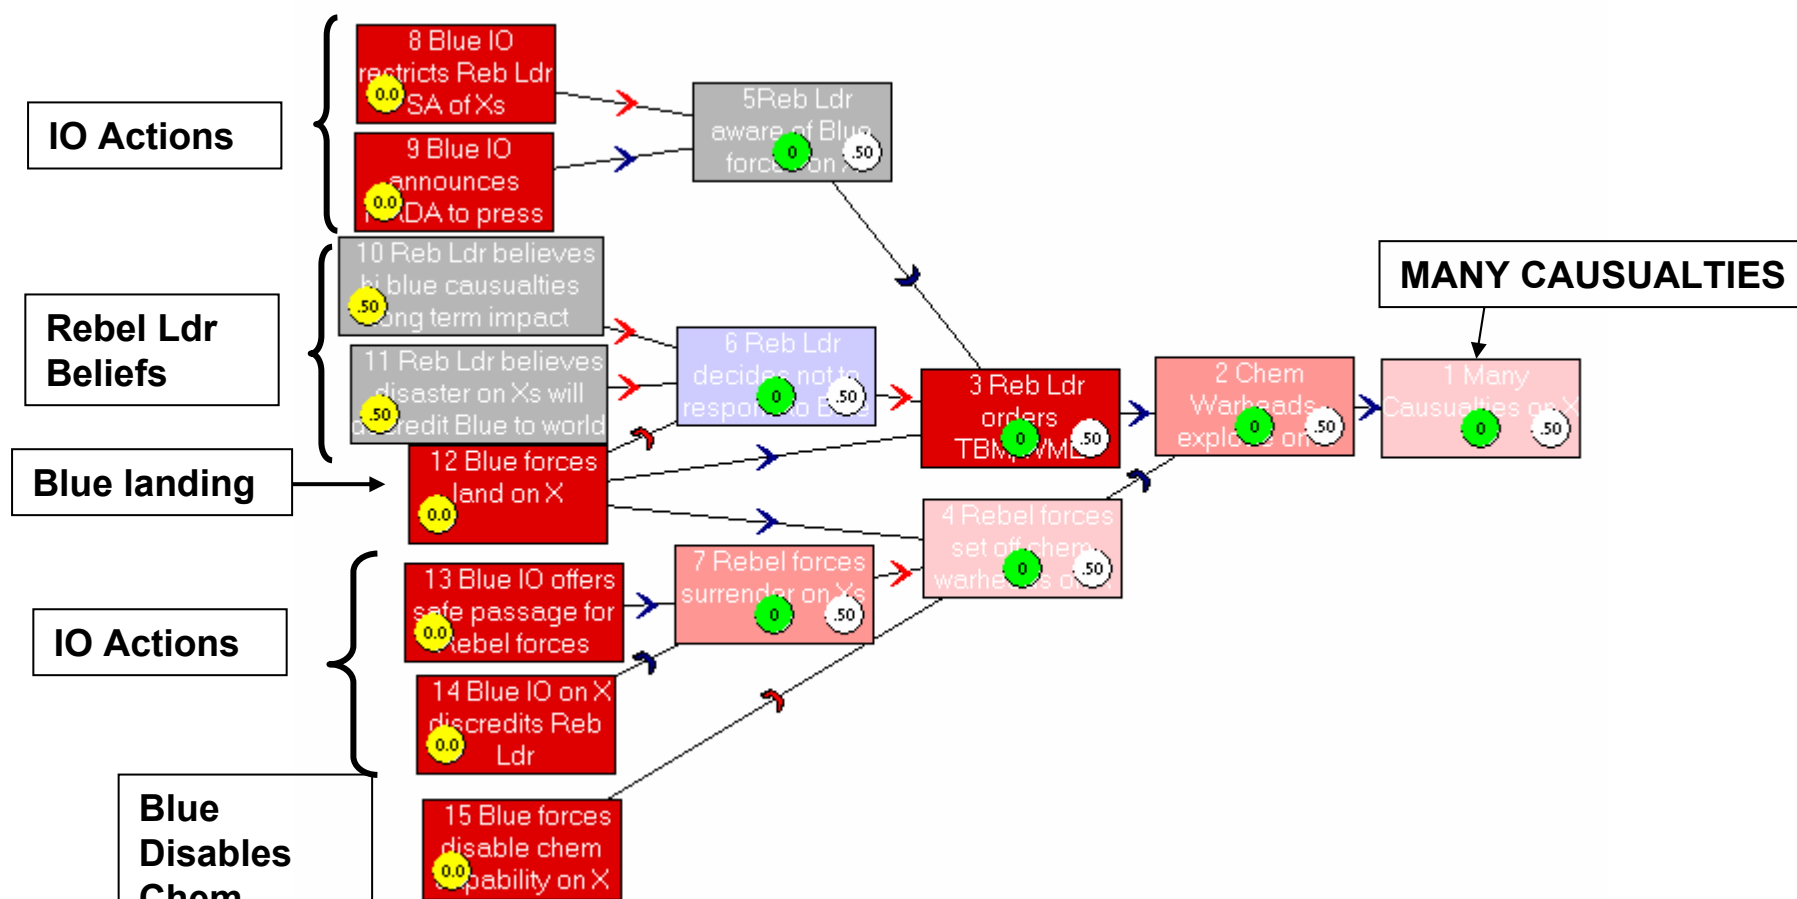 IO Actions
8 Blue IO
restricts Reb Ldr
SA of Xs
0.0
9 Blue IO
announces
to press
0.0
5Reb Ldr
aware of Blue
on
0
.50
Rebel Ldr
Beliefs
10 Reb Ldr believes
blue causualties
long term impact
.50
11 Reb Ldr believes
disaster on Xs will
discredit Blue to world
.50
6 Reb Ldr
decides not to
respond to Blue
0
.50
MANY CAUSUALTIES
3 Reb Ldr
orders
0
.50
2 Chem
Warheads
explode on
0
.50
1 Many
Causualties on X
0
.50
Blue landing
12 Blue forces
land on X
0.0
4 Rebel forces
set off chem
warheads
0
.50
IO Actions
13 Blue IO offers
safe passage for
Rebel forces
0.0
7 Rebel forces
surrender on Xs
0
.50
14 Blue IO on X
discredits Reb
Ldr
0.0
Blue
Disables
Chem
15 Blue forces
disable chem
capability on X
0.0